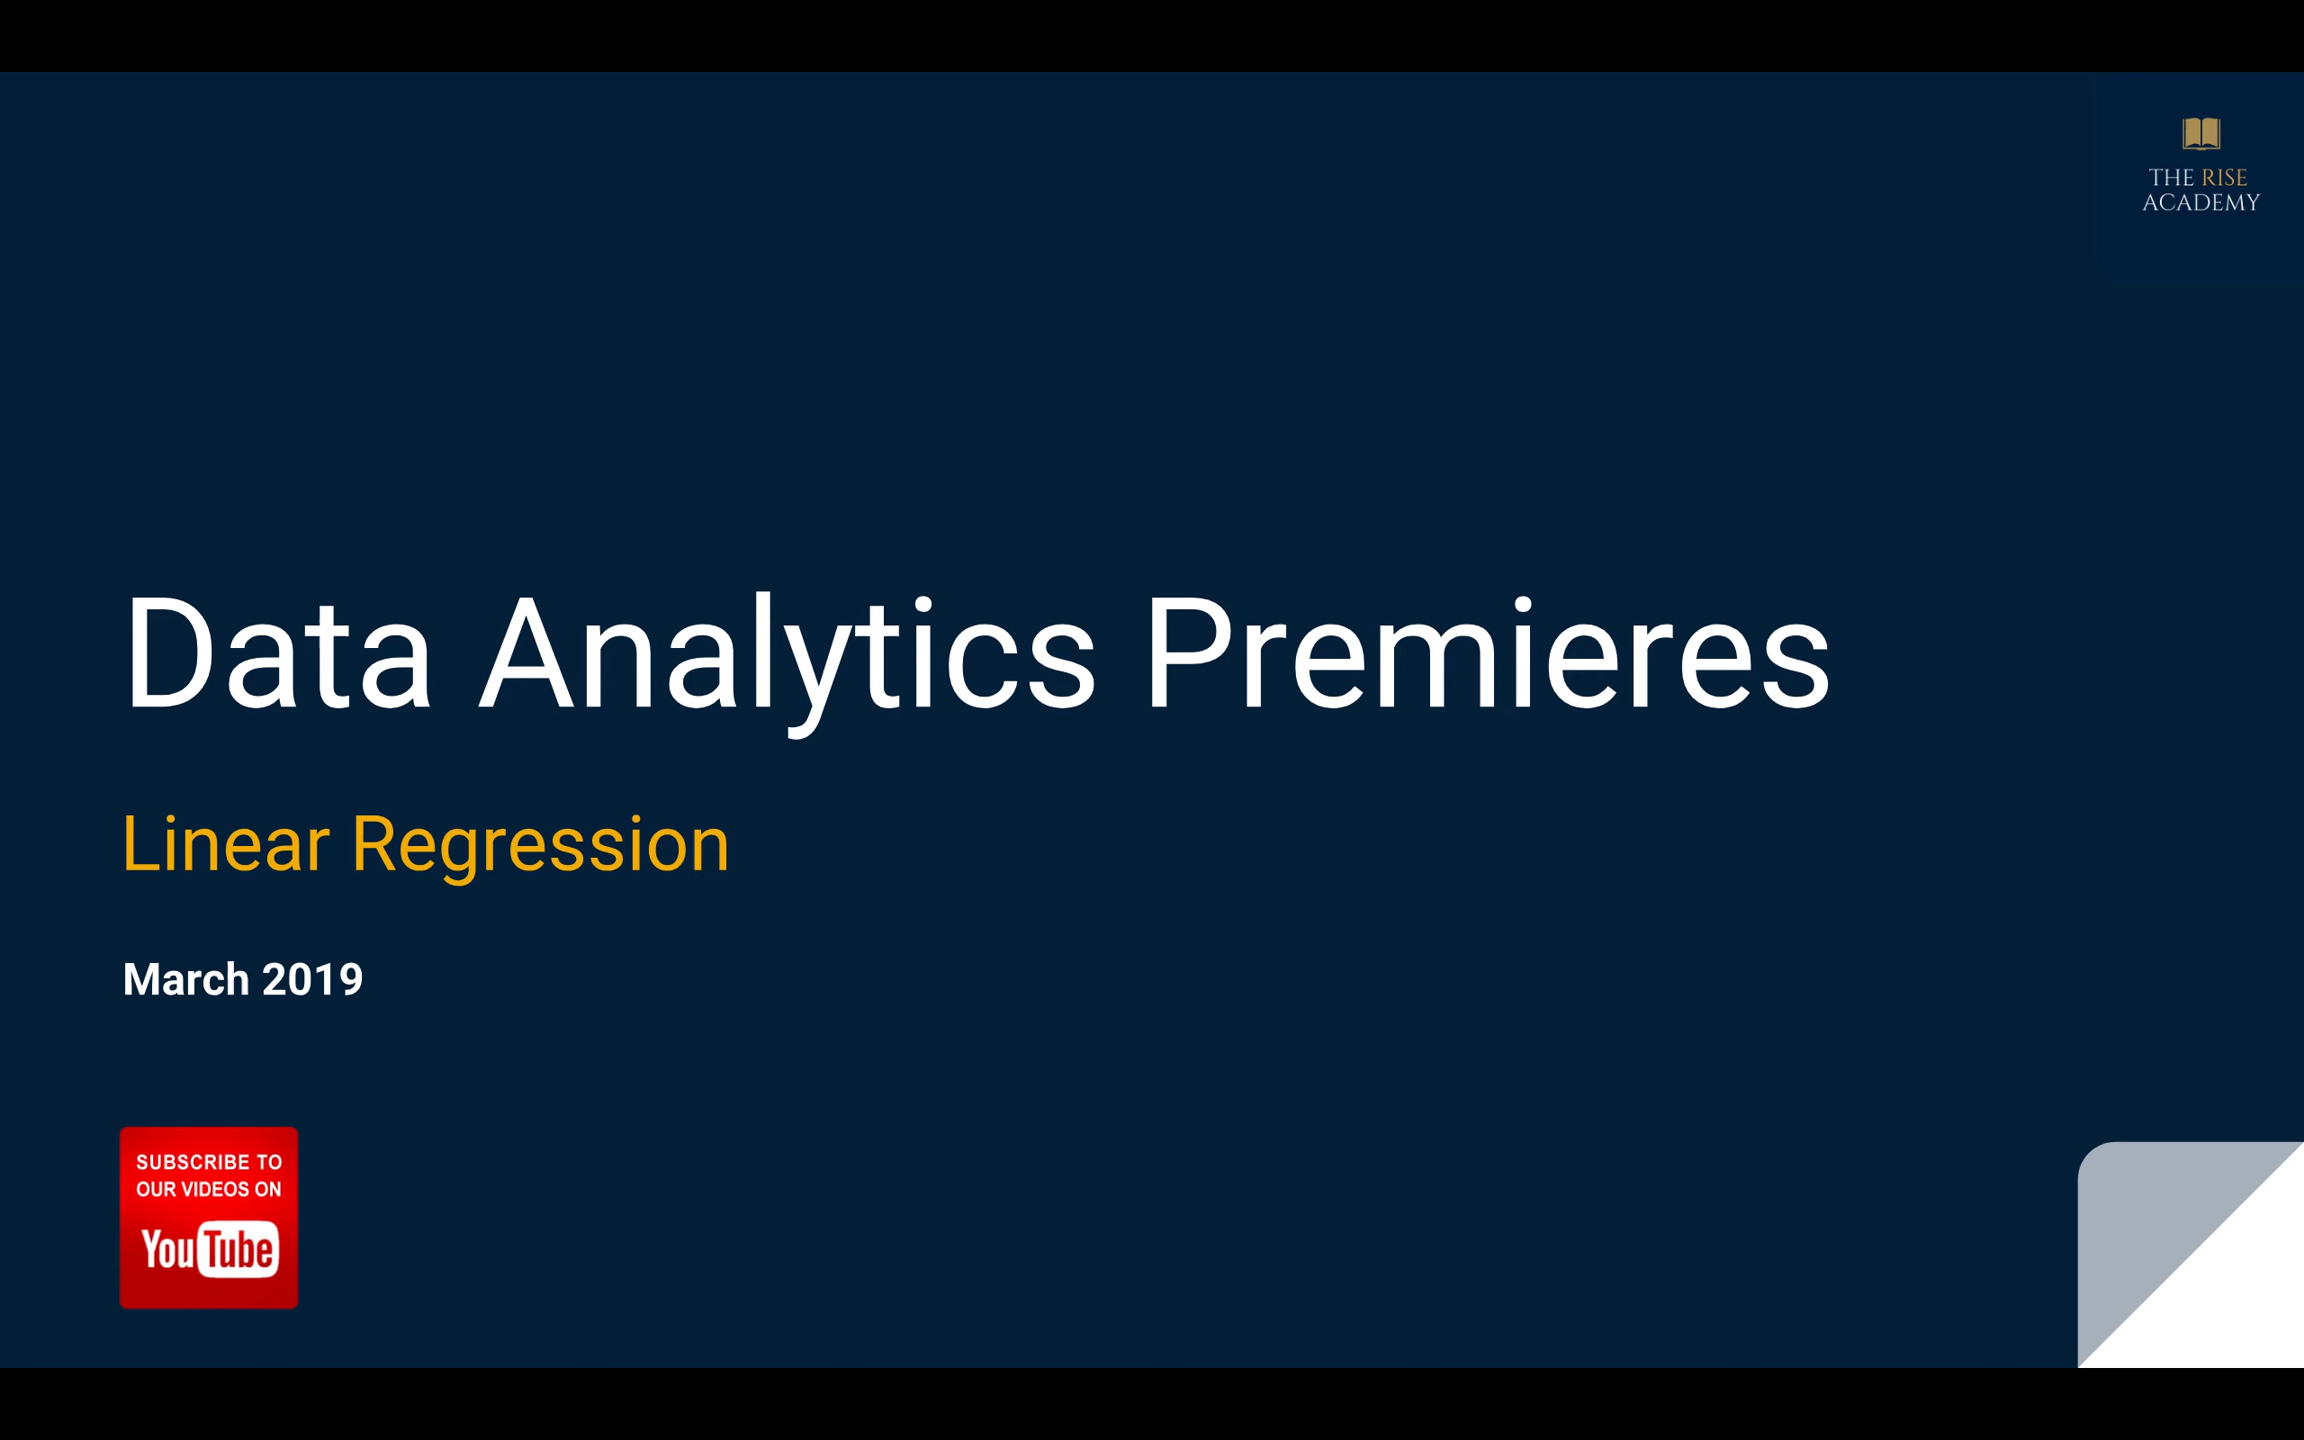 THE RISE
ACADEMY
Data Analytics Premieres
Linear Regression
March 2019
SUBSCRIBE TO
OUR VIDEOS ON
YouTube